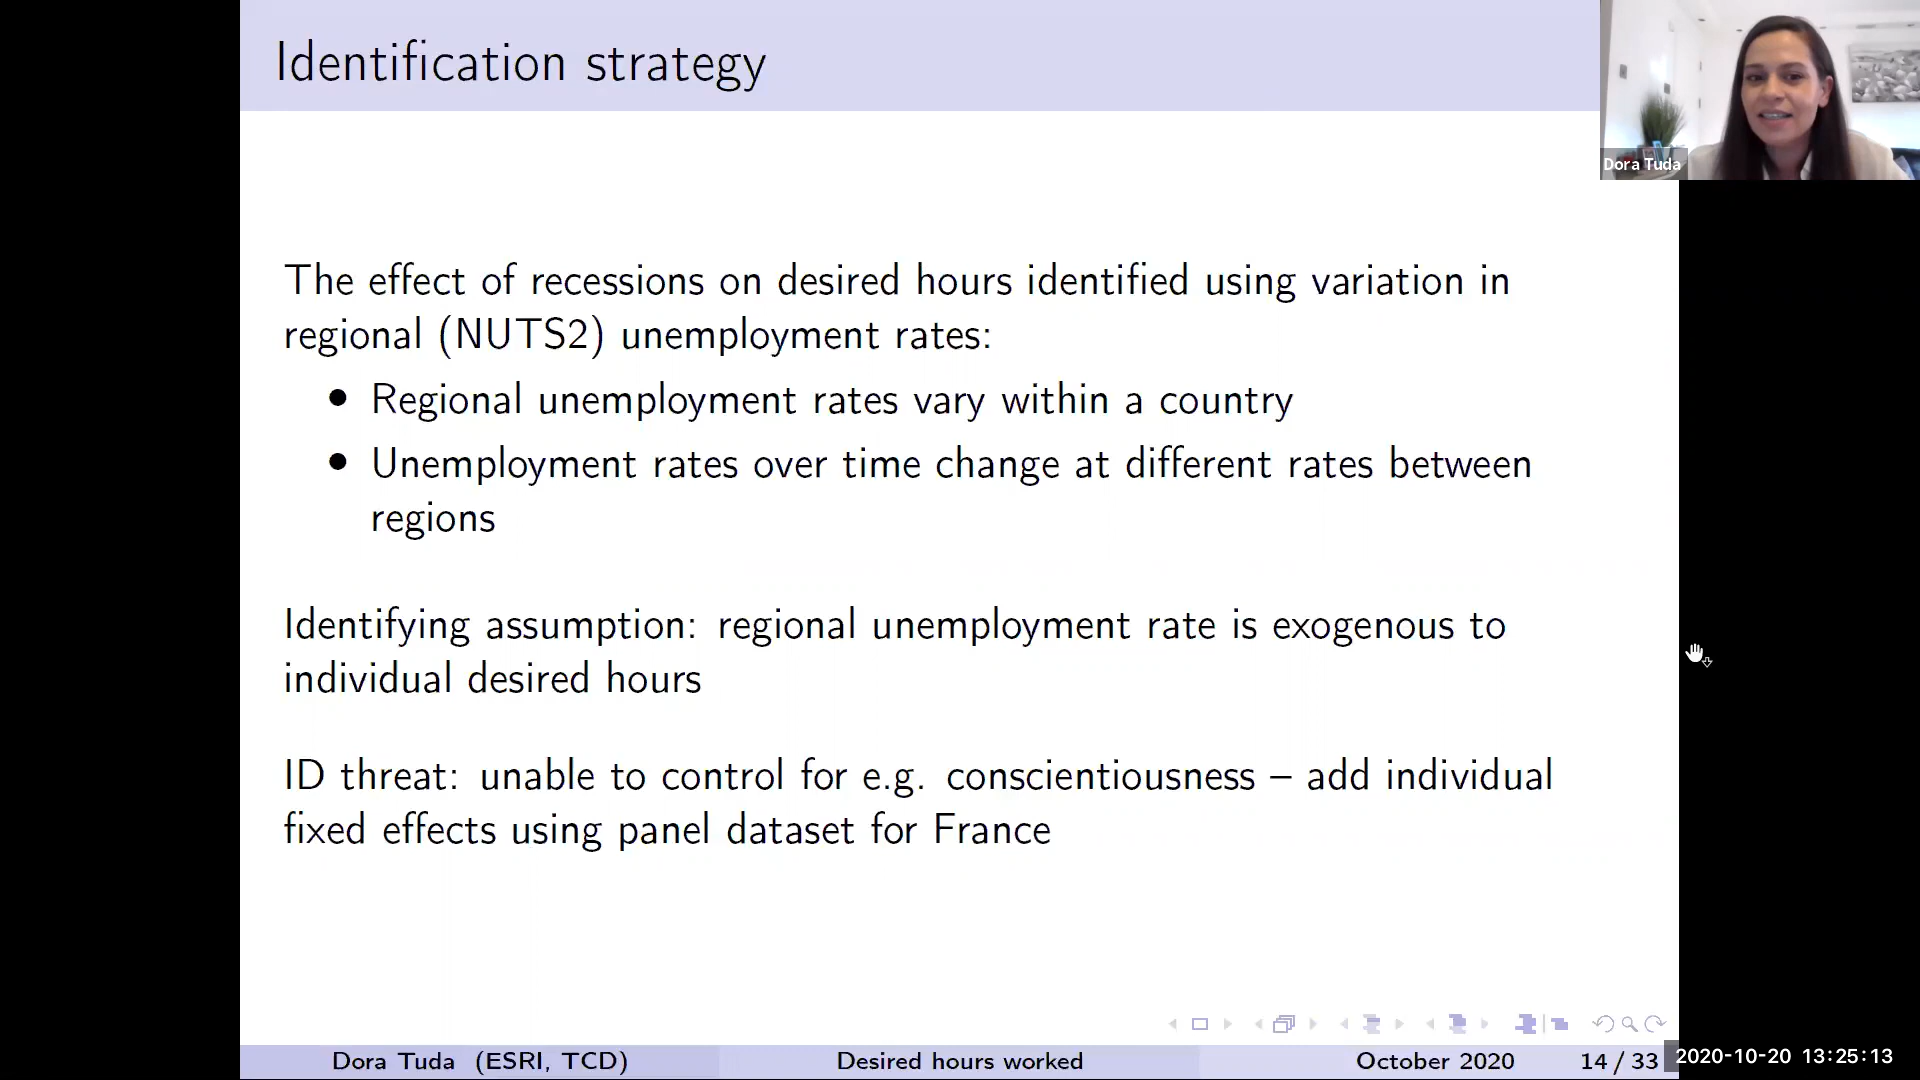 Identification strategy
Dora Tuda
The effect of recessions on desired hours identified using variation in
regional (NUTS2) unemployment rates:
• Regional unemployment rates vary within a country
• Unemployment rates over time change at different rates between
regions
Identifying assumption: regional unemployment rate is exogenous to
individual desired hours
ID threat: unable to control for e.g. conscientiousness – add individual
fixed effects using panel dataset for France
Dora Tuda (ESRI, TCD) Desired hours worked October 2020 14 / 33
2020-10-20 13:25:13